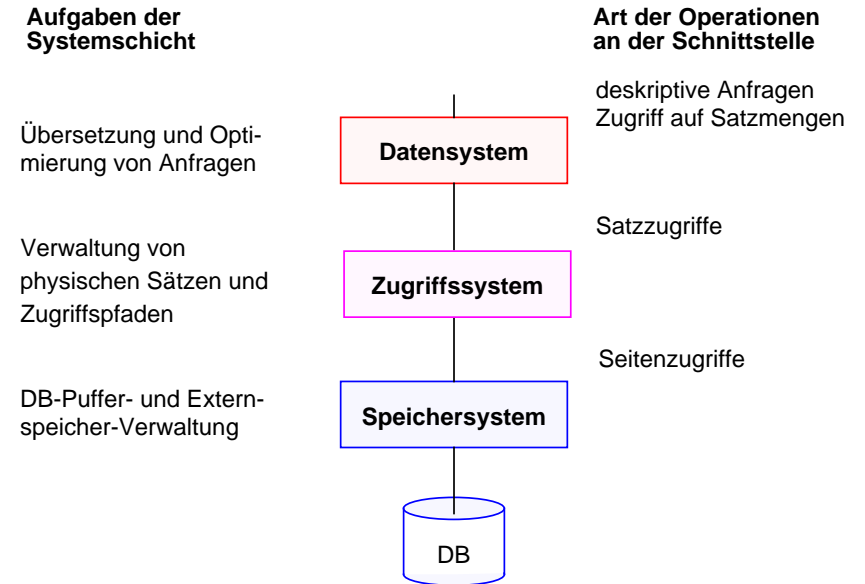 Aufgaben der
Systemschicht
Art der Operationen
an der Schnittstelle
deskriptive Anfragen
Zugriff auf Satzmengen
Übersetzung und Opti-
mierung von Anfragen
Datensystem
Satzzugriffe
Verwaltung von
physischen Sätzen und
Zugriffspfaden
Zugriffssystem
Seitenzugriffe
DB-Puffer- und Extern-
speicher-Verwaltung
Speichersystem
DB